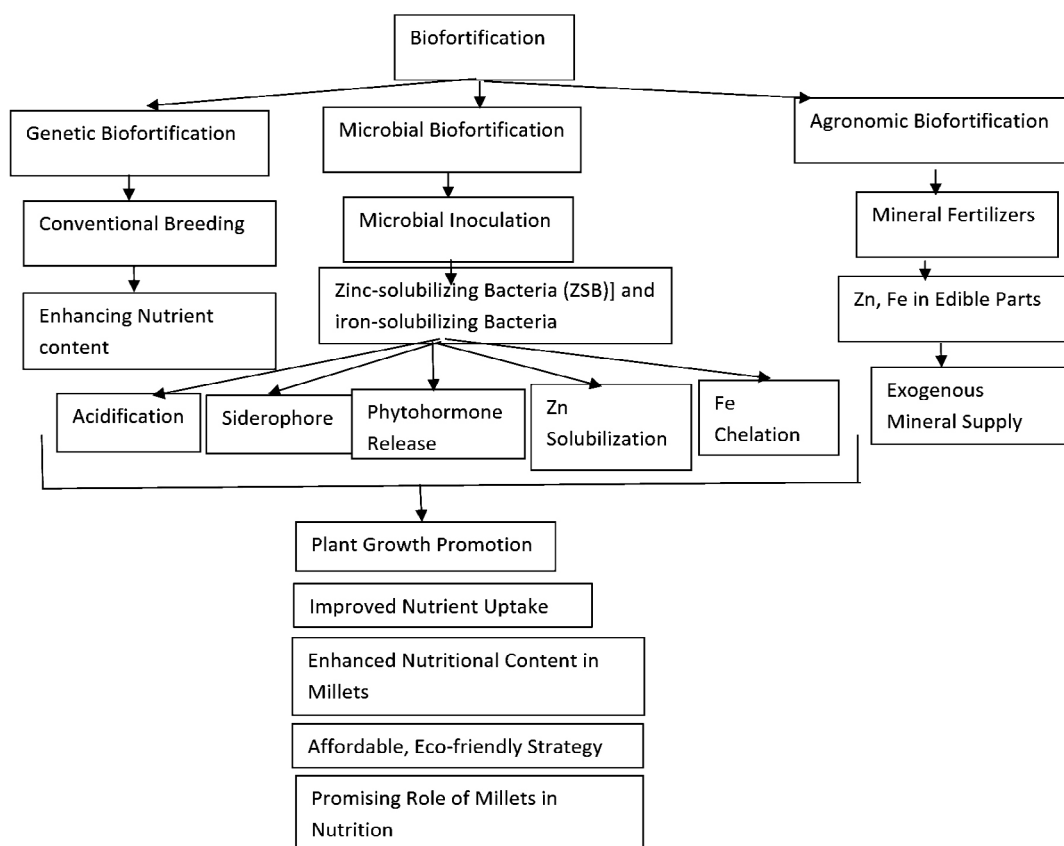 Biofortification
Genetic Biofortification
Microbial Biofortification
Agronomic Biofortification
Conventional Breeding
Microbial Inoculation
Mineral Fertilizers
Enhancing Nutrient
content
Zinc-solubilizing Bacteria (ZSB)] and
iron-solubilizing Bacteria
Zn, Fe in Edible Parts
Acidification
Siderophore
Phytohormone
Release
Zn
Solubilization
Fe
Chelation
Exogenous
Mineral Supply
Plant Growth Promotion
Improved Nutrient Uptake
Enhanced Nutritional Content in
Millets
Affordable, Eco-friendly Strategy
Promising Role of Millets in
Nutrition